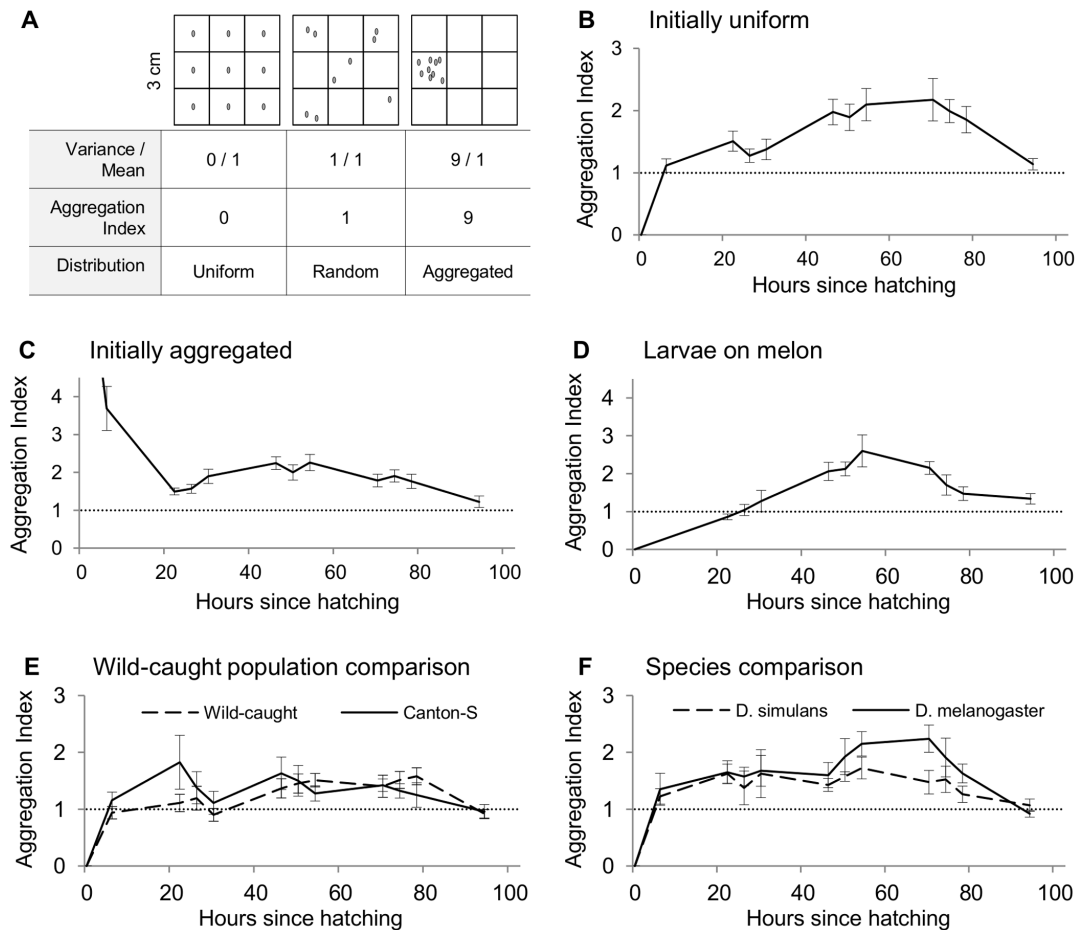 A
3 cm
Variance / Mean 0 / 1 1 / 1 9 / 1
Aggregation Index 0 1 9
Distribution Uniform Random Aggregated
B Initially uniform
Aggregation Index
3
2
1
0
0 20 40 60 80 100
Hours since hatching
C Initially aggregated
Aggregation Index
4
3
2
1
0
0 20 40 60 80 100
Hours since hatching
D Larvae on melon
Aggregation Index
4
3
2
1
0
0 20 40 60 80 100
Hours since hatching
E Wild-caught population comparison
Aggregation Index
Wild-caught Canton-S
3
2
1
0
0 20 40 60 80 100
Hours since hatching
F Species comparison
Aggregation Index
D. simulans D. melanogaster
3
2
1
0
0 20 40 60 80 100
Hours since hatching